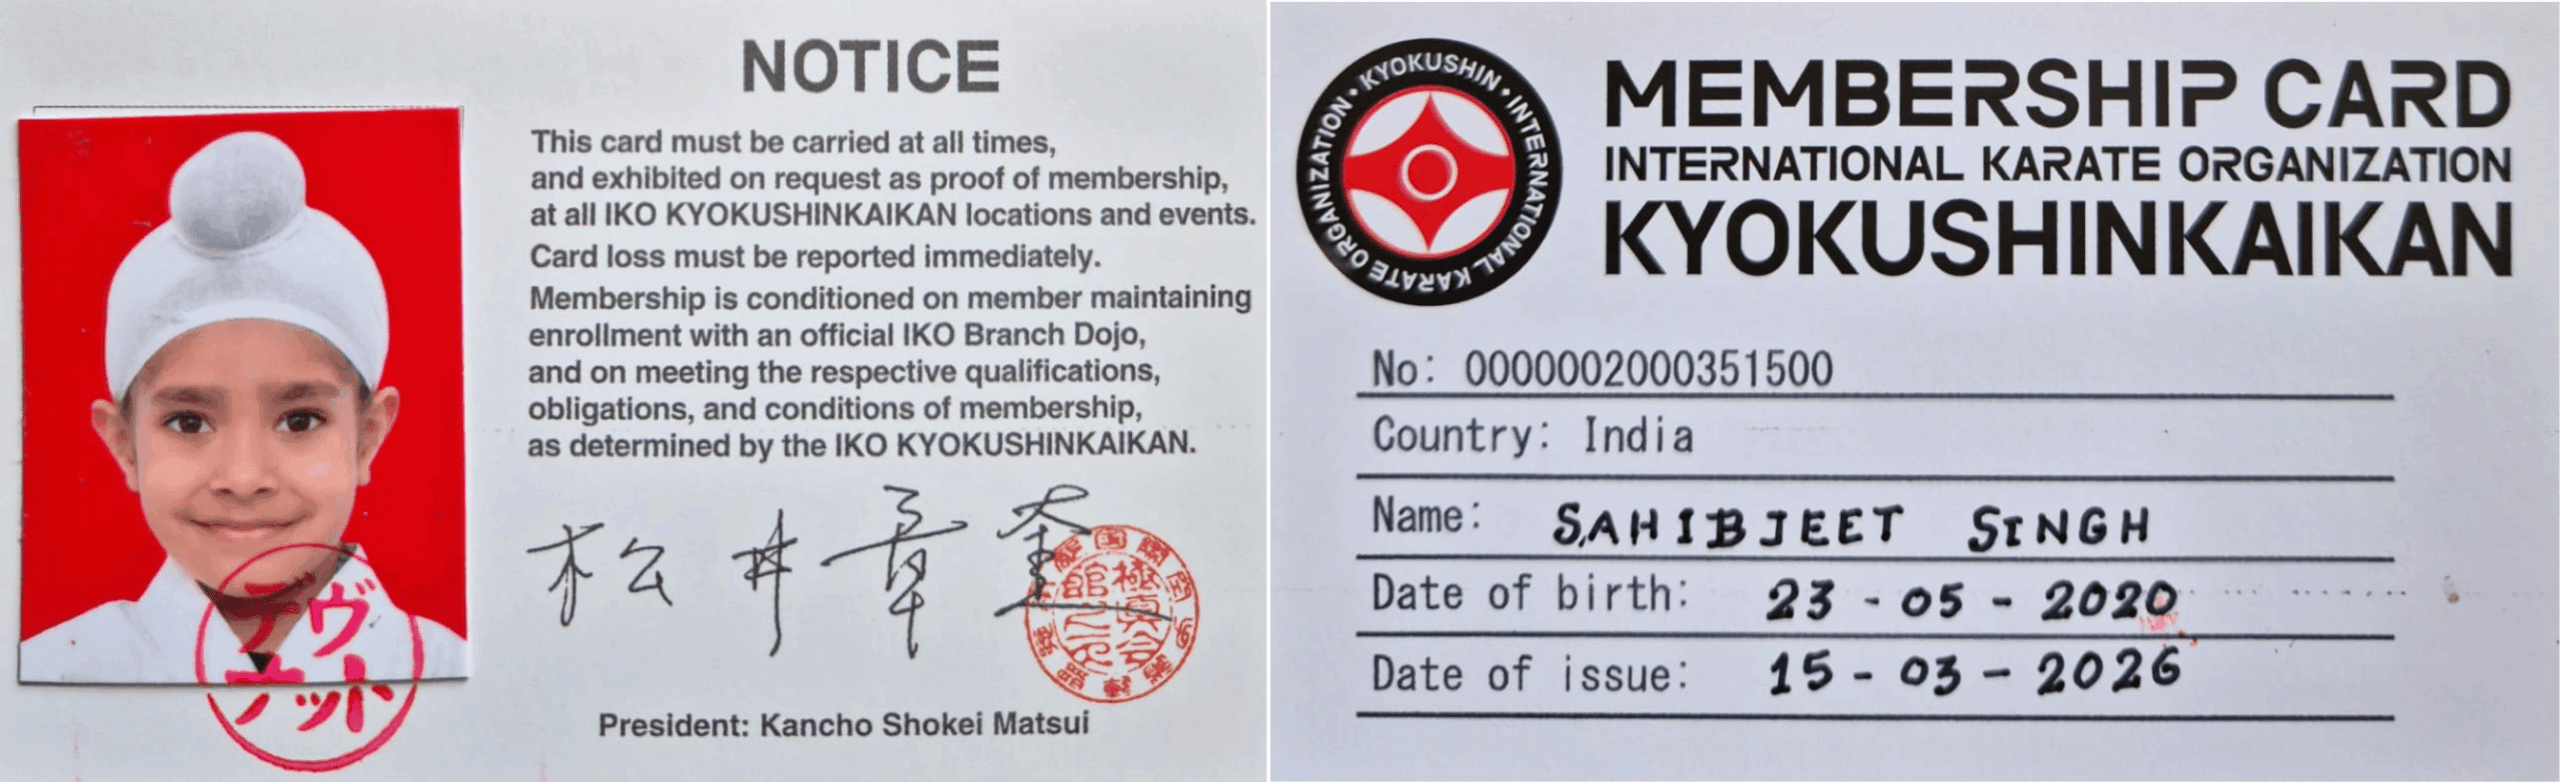 NOTICE
This card must be carried at all times,
and exhibited on request as proof of membership,
at all IKO KYOKUSHINKAIKAN locations and events.
Card loss must be reported immediately.
Membership is conditioned on member maintaining
enrollment with an official IKO Branch Dojo,
and on meeting the respective qualifications,
obligations, and conditions of membership,
as determined by the IKO KYOKUSHINKAIKAN.
松井章奎
President: Kancho Shokei Matsui
デヴ
ナット
KYOKUSHIN • INTERNATIONAL KARATE ORGANIZATION •
MEMBERSHIP CARD
INTERNATIONAL KARATE ORGANIZATION
KYOKUSHINKAIKAN
No: 0000002000351500
Country: India
Name: SAHIBJEET SINGH
Date of birth: 23 - 05 - 2020
Date of issue: 15 - 03 - 2026